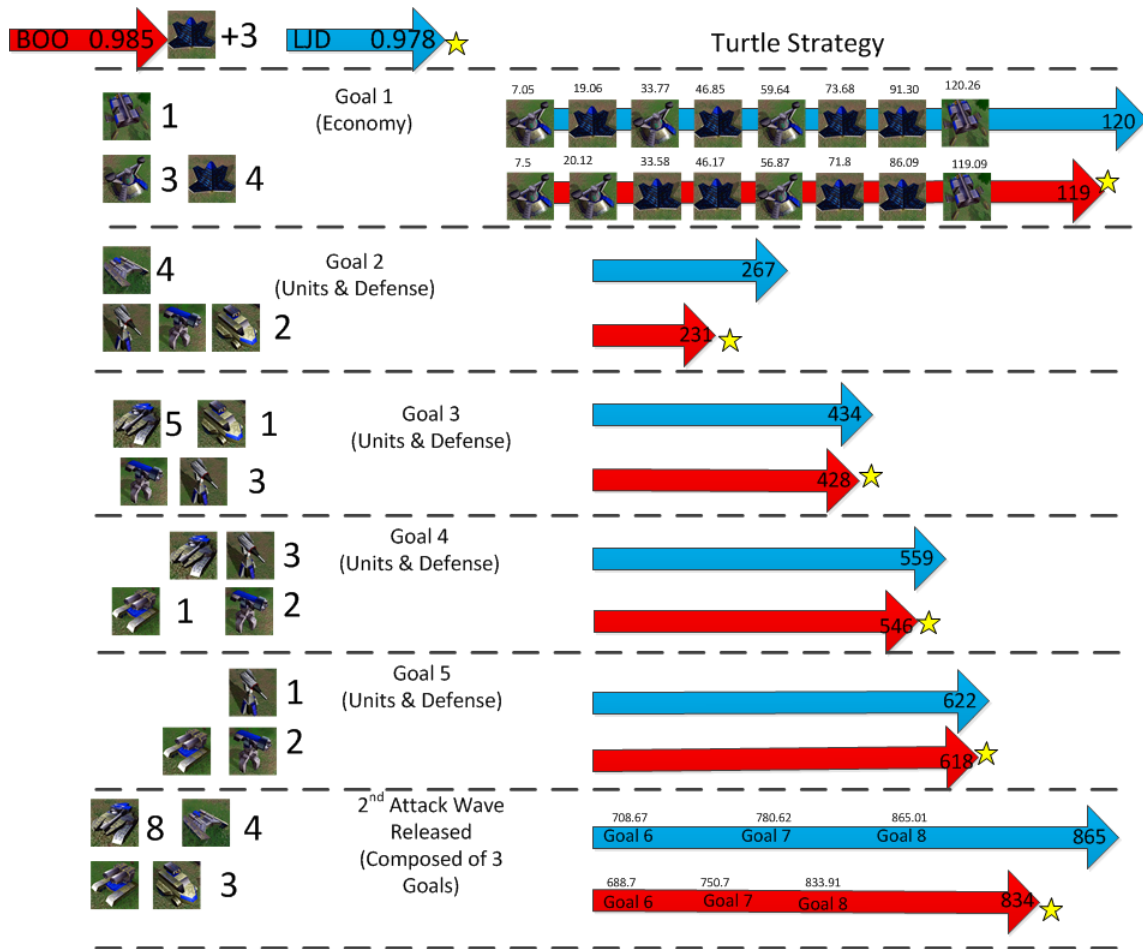 BOO 0.985 +3 LJD 0.978
Turtle Strategy
1
Goal 1
(Economy)
3 4
7.05 19.06 33.77 46.85 59.64 73.68 91.30 120.26
120
7.5 20.12 33.58 46.17 56.87 71.8 86.09 119.09
119
4
Goal 2
(Units & Defense)
2
267
231
5 1
Goal 3
(Units & Defense)
3
434
428
3
Goal 4
(Units & Defense)
1 2
559
546
1
Goal 5
(Units & Defense)
2
622
618
8 4
2nd Attack Wave
Released
(Composed of 3
Goals)
3
708.67 780.62 865.01
Goal 6 Goal 7 Goal 8 865
688.7 750.7 833.91
Goal 6 Goal 7 Goal 8 834